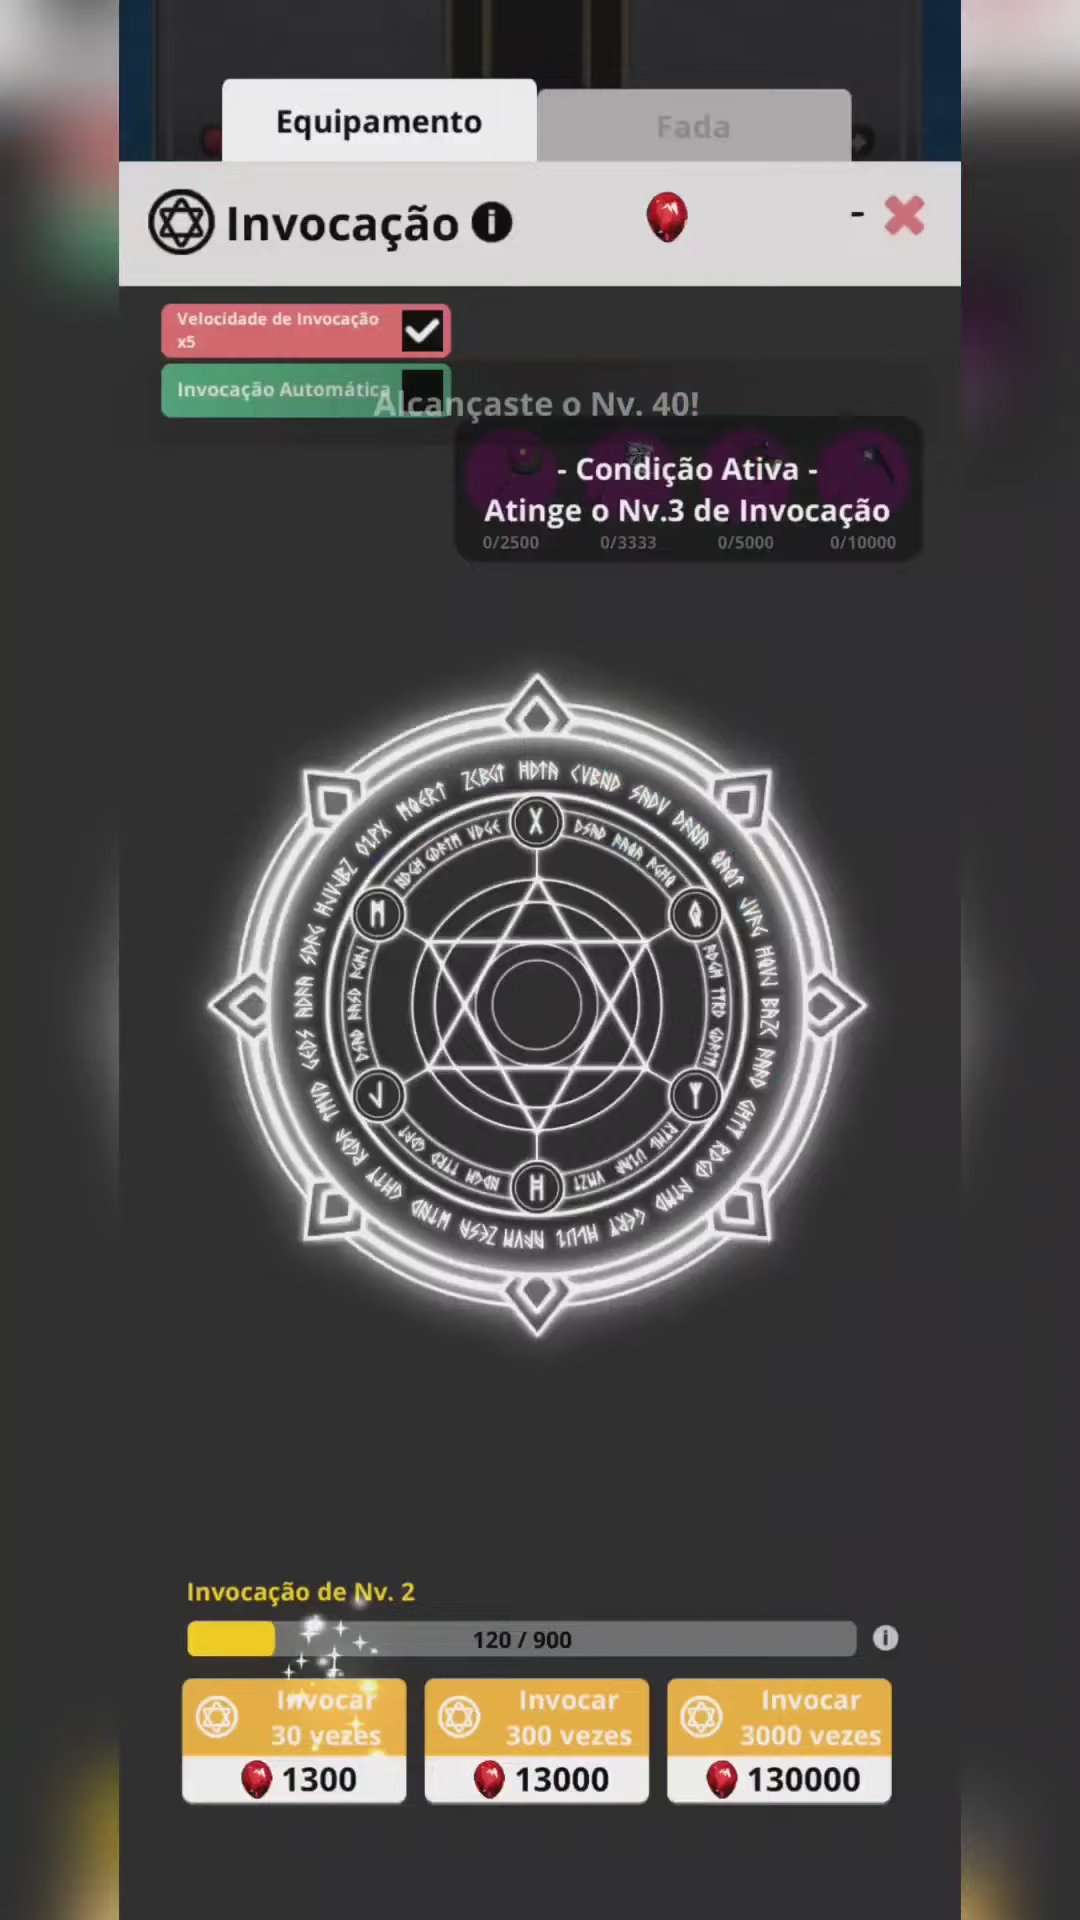 Equipamento
Fada
Invocação i
-
Velocidade de Invocação
x5
Invocação Automática
Alcançaste o Nv. 40!
- Condição Ativa -
Atinge o Nv.3 de Invocação
0/2500 0/3333 0/5000 0/10000
Invocação de Nv. 2
120 / 900 i
Invocar
30 vezes
1300
Invocar
300 vezes
13000
Invocar
3000 vezes
130000